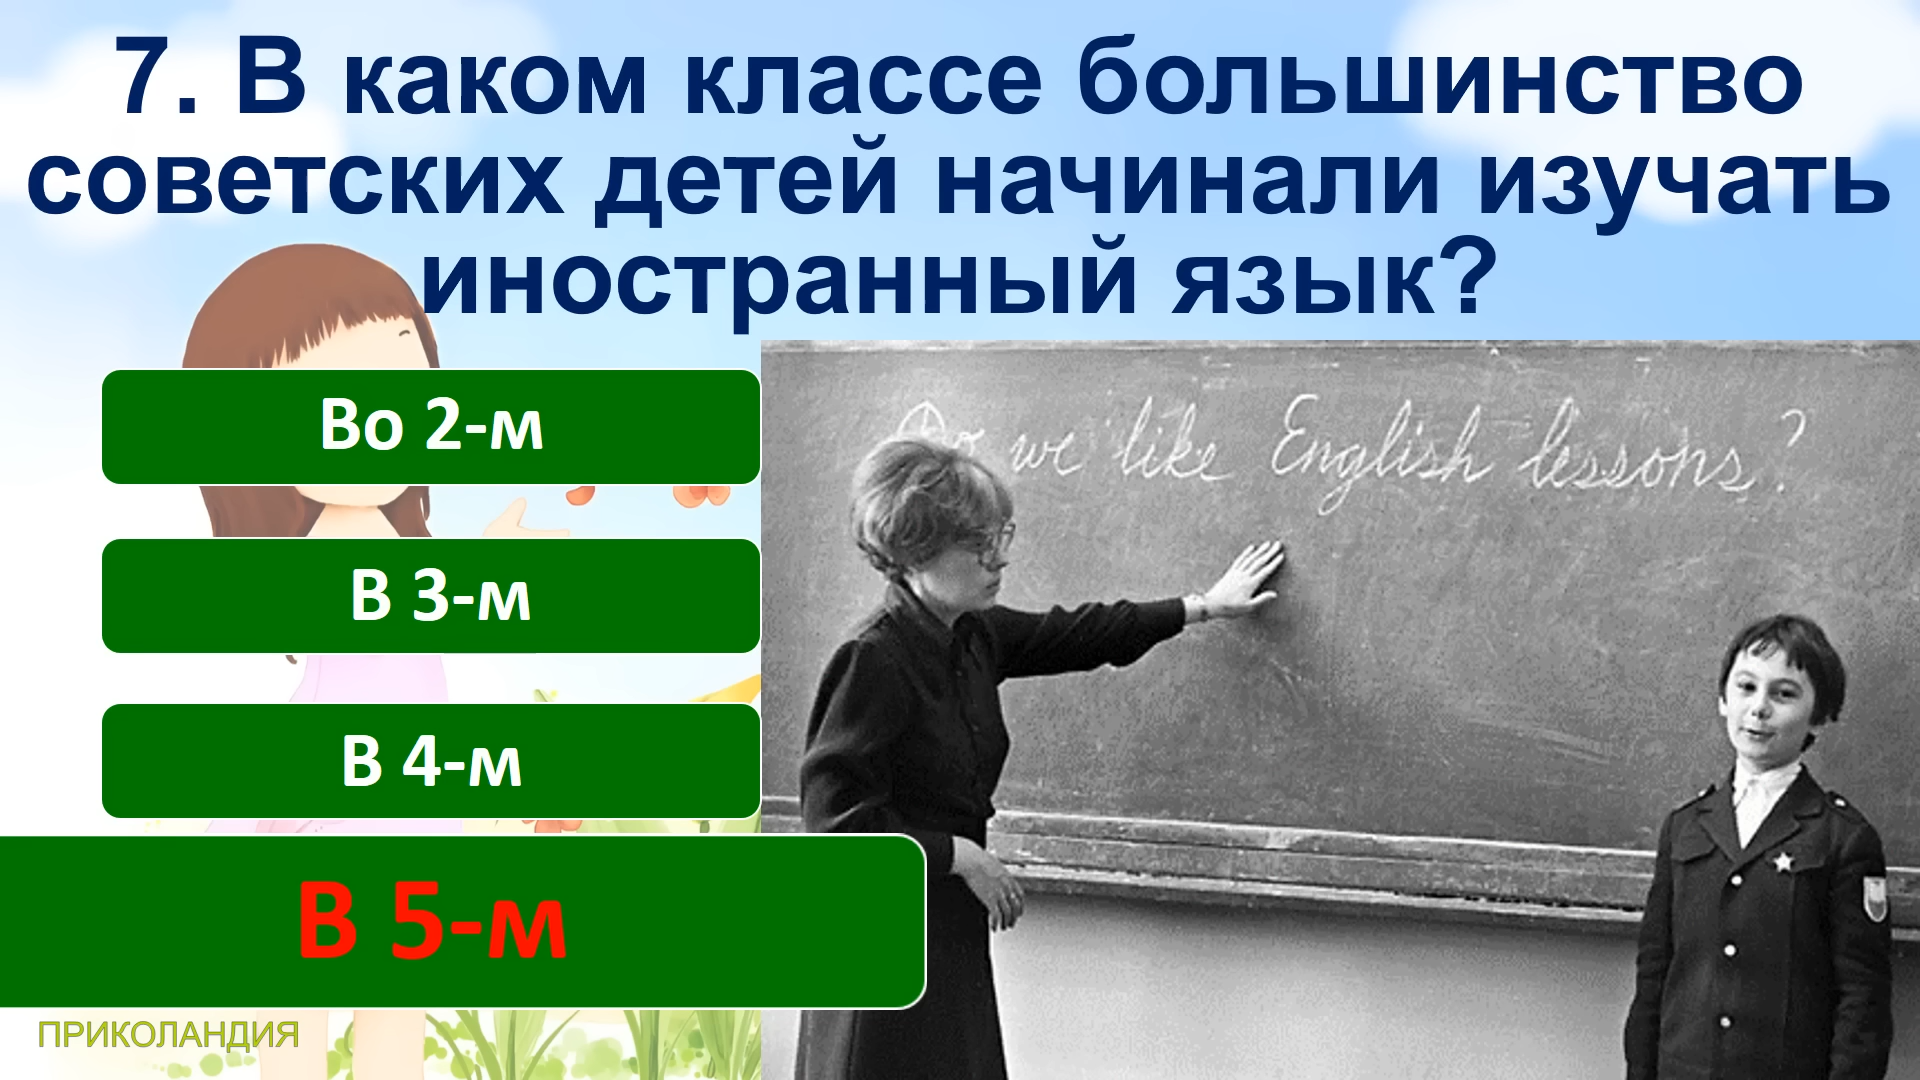 7. В каком классе большинство
советских детей начинали изучать
иностранный язык?
Во 2-м
В 3-м
В 4-м
В 5-м
Do we like English lessons?
ПРИКОЛАНДИЯ